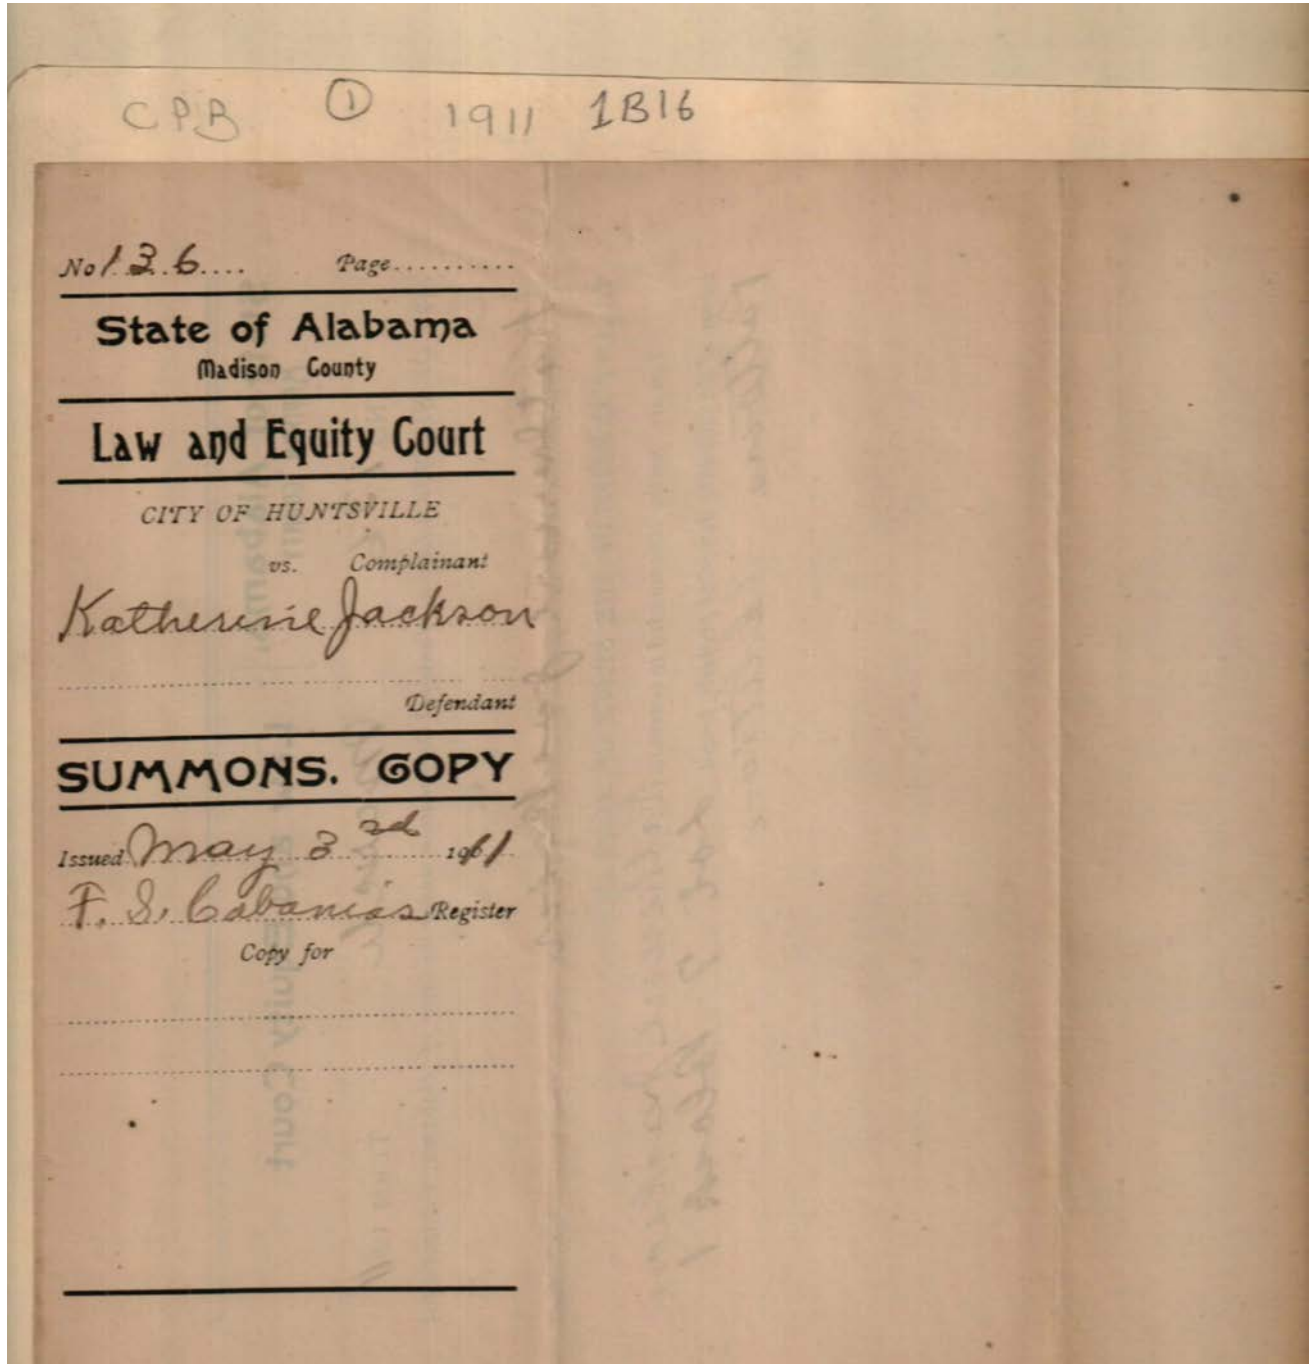 CPB ① 1911 1B16
No 136.... Page..........
State of Alabama
Madison County
Law and Equity Court
CITY OF HUNTSVILLE
vs. Complainant
Katherine Jackson
Defendant
SUMMONS. COPY
Issued May 3rd 1911
F. S. Cabaniss Register
Copy for